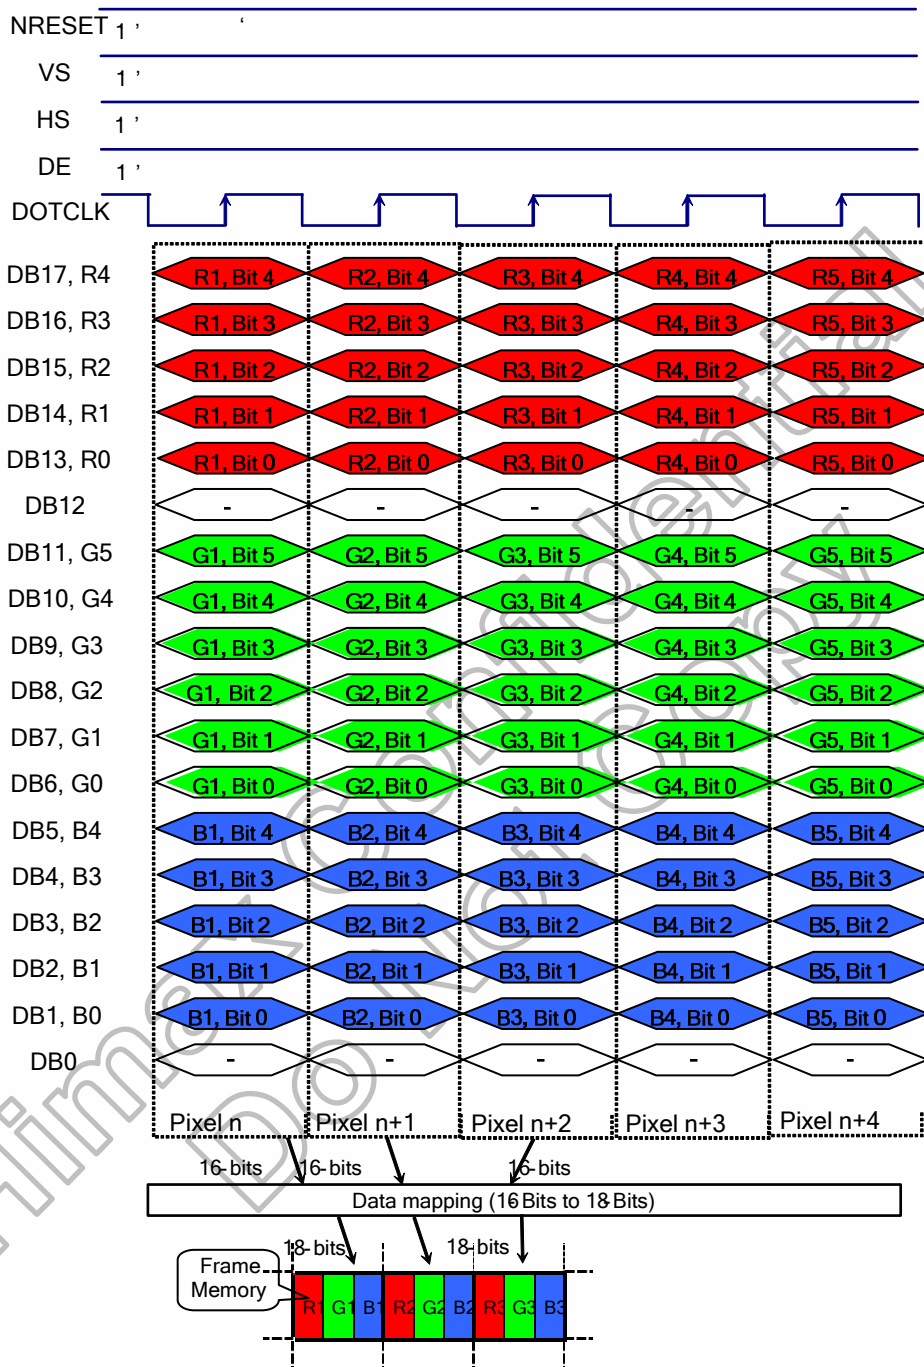 NRESET 1 ' '
VS 1 '
HS 1 '
DE 1 '
DOTCLK
DB17, R4 R1, Bit 4 R2, Bit 4 R3, Bit 4 R4, Bit 4 R5, Bit 4
DB16, R3 R1, Bit 3 R2, Bit 3 R3, Bit 3 R4, Bit 3 R5, Bit 3
DB15, R2 R1, Bit 2 R2, Bit 2 R3, Bit 2 R4, Bit 2 R5, Bit 2
DB14, R1 R1, Bit 1 R2, Bit 1 R3, Bit 1 R4, Bit 1 R5, Bit 1
DB13, R0 R1, Bit 0 R2, Bit 0 R3, Bit 0 R4, Bit 0 R5, Bit 0
DB12 - - - - -
DB11, G5 G1, Bit 5 G2, Bit 5 G3, Bit 5 G4, Bit 5 G5, Bit 5
DB10, G4 G1, Bit 4 G2, Bit 4 G3, Bit 4 G4, Bit 4 G5, Bit 4
DB9, G3 G1, Bit 3 G2, Bit 3 G3, Bit 3 G4, Bit 3 G5, Bit 3
DB8, G2 G1, Bit 2 G2, Bit 2 G3, Bit 2 G4, Bit 2 G5, Bit 2
DB7, G1 G1, Bit 1 G2, Bit 1 G3, Bit 1 G4, Bit 1 G5, Bit 1
DB6, G0 G1, Bit 0 G2, Bit 0 G3, Bit 0 G4, Bit 0 G5, Bit 0
DB5, B4 B1, Bit 4 B2, Bit 4 B3, Bit 4 B4, Bit 4 B5, Bit 4
DB4, B3 B1, Bit 3 B2, Bit 3 B3, Bit 3 B4, Bit 3 B5, Bit 3
DB3, B2 B1, Bit 2 B2, Bit 2 B3, Bit 2 B4, Bit 2 B5, Bit 2
DB2, B1 B1, Bit 1 B2, Bit 1 B3, Bit 1 B4, Bit 1 B5, Bit 1
DB1, B0 B1, Bit 0 B2, Bit 0 B3, Bit 0 B4, Bit 0 B5, Bit 0
DB0 - - - - -
Pixel n Pixel n+1 Pixel n+2 Pixel n+3 Pixel n+4
16-bits 16-bits 16-bits
Data mapping (16 Bits to 18-Bits)
18-bits 18-bits
Frame
Memory
R1 G1 B1 R2 G2 B2 R3 G3 B3
Himax Confidential
Do Not Copy